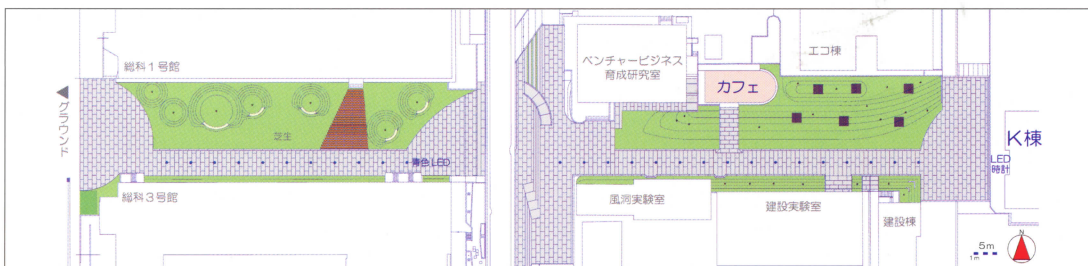 総科1号館
グラウンド
芝生
青色LED
総科3号館
ベンチャービジネス
育成研究室
カフェ
エコ棟
K棟
LED
時計
風洞実験室
建設実験室
建設棟
5m
1m
N